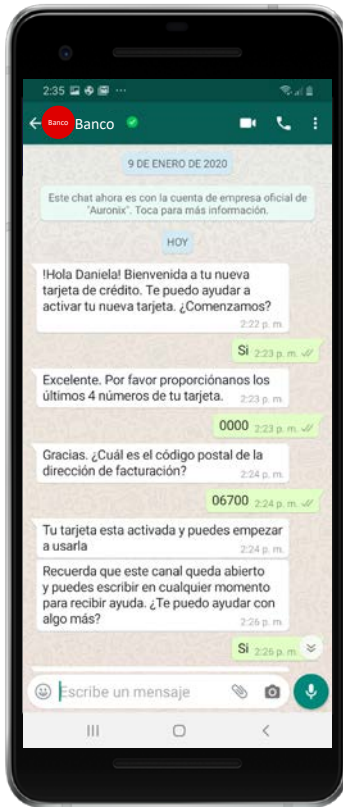 2:35
Banco Banco
9 DE ENERO DE 2020
Este chat ahora es con la cuenta de empresa oficial de
"Auronix". Toca para más información.
HOY
!Hola Daniela! Bienvenida a tu nueva
tarjeta de crédito. Te puedo ayudar a
activar tu nueva tarjeta. ¿Comenzamos?
2:22 p. m.
Si 2:23 p. m.
Excelente. Por favor proporciónanos los
últimos 4 números de tu tarjeta. 2:23 p. m.
0000 2:23 p. m.
Gracias. ¿Cuál es el código postal de la
dirección de facturación? 2:24 p. m.
06700 2:24 p. m.
Tu tarjeta esta activada y puedes empezar
a usarla 2:24 p. m.
Recuerda que este canal queda abierto
y puedes escribir en cualquier momento
para recibir ayuda. ¿Te puedo ayudar con
algo más? 2:26 p. m.
Si 2:26 p. m.
Escribe un mensaje